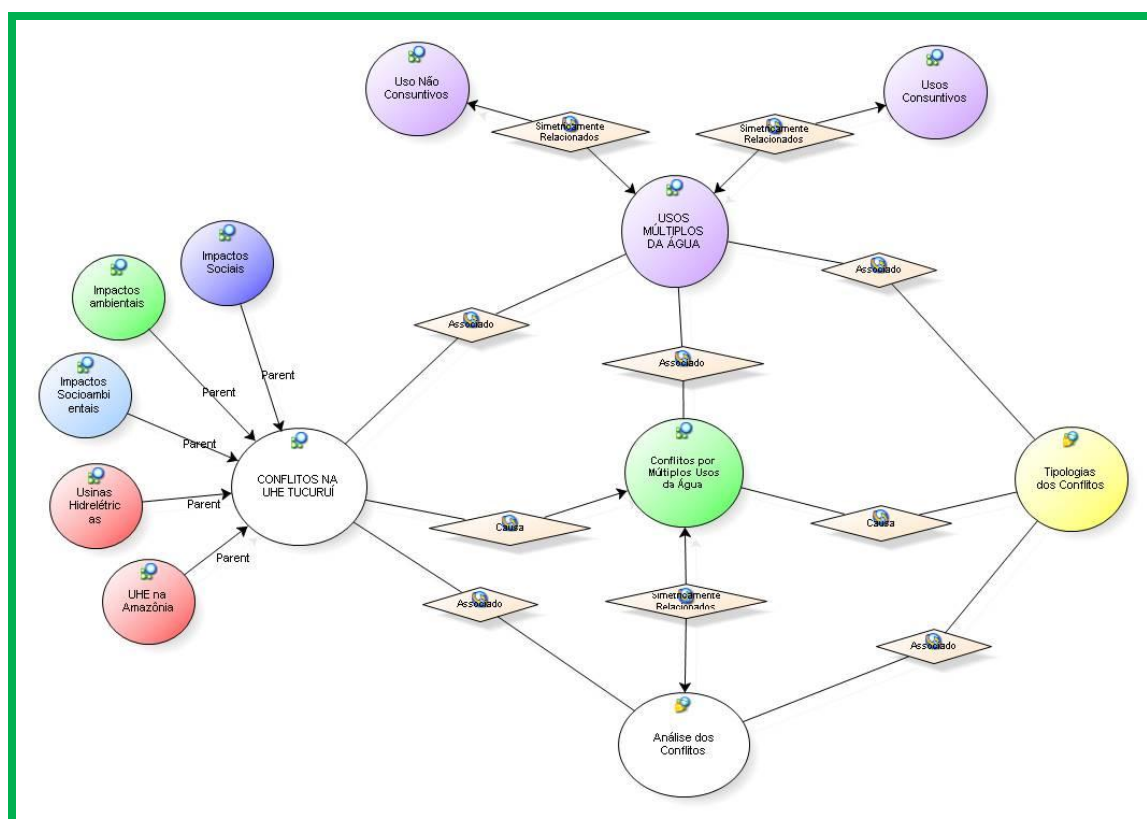 Uso Não
Consuntivos
Usos
Consuntivos
Simetricamente
Relacionados
Simetricamente
Relacionados
USOS
MÚLTIPLOS
DA ÁGUA
Impactos
Sociais
Impactos
ambientais
Associado
Associado
Associado
Parent
Parent
Impactos
Socioambi
entais
Parent
CONFLITOS NA
UHE TUCURUÍ
Conflitos por
Múltiplos Usos
da Água
Tipologias
dos Conflitos
Usinas
Hidrelétric
as
Parent
Causa
Causa
Parent
UHE na
Amazônia
Associado
Simetricamente
Relacionados
Associado
Análise dos
Conflitos